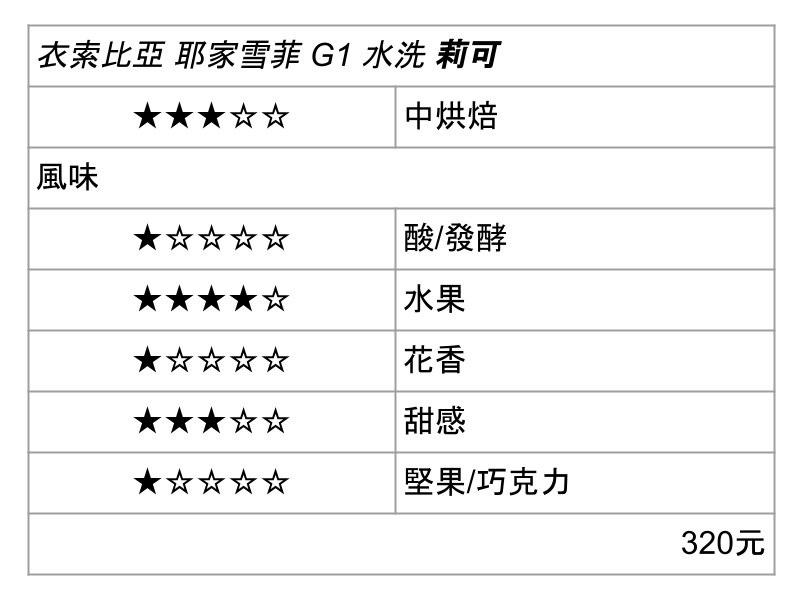 衣索比亞 耶家雪菲 G1 水洗 莉可
★★★☆☆ 中烘焙
風味
★☆☆☆☆ 酸/發酵
★★★★☆ 水果
★☆☆☆☆ 花香
★★★☆☆ 甜感
★☆☆☆☆ 堅果/巧克力
320元